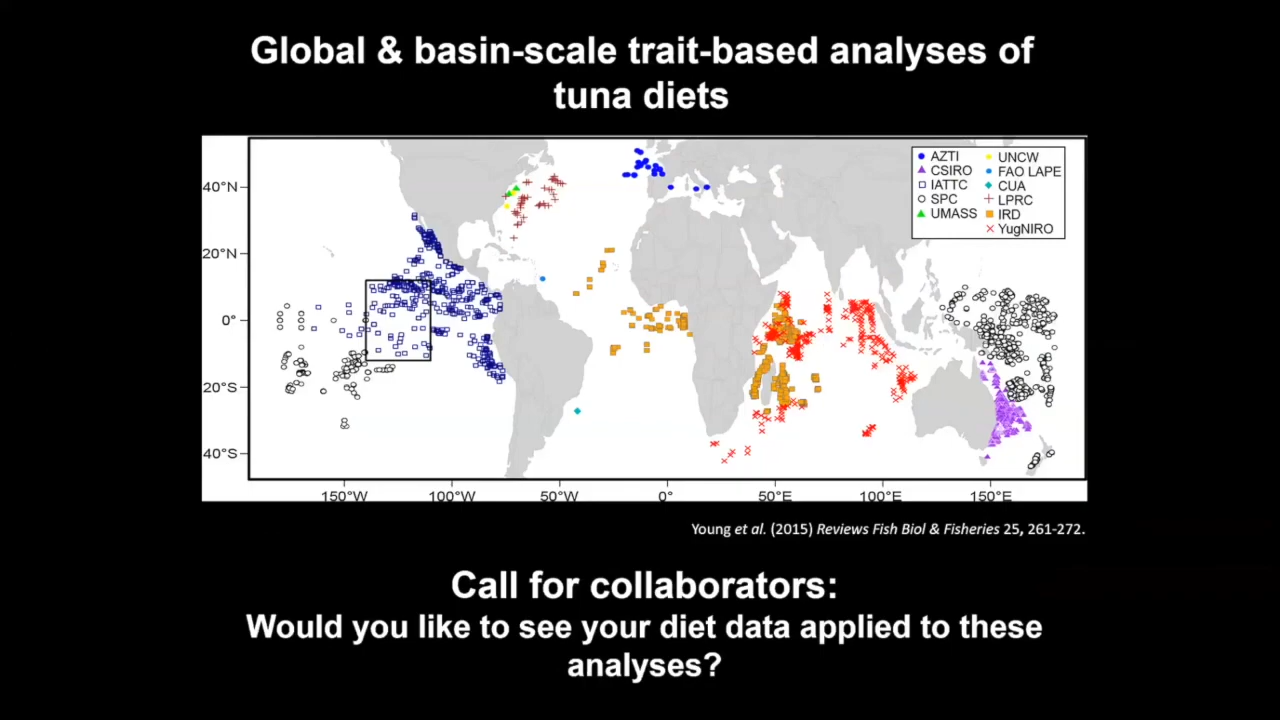 Global & basin-scale trait-based analyses of
tuna diets
AZTI
CSIRO
IATTC
SPC
UMASS
UNCW
FAO LAPE
CUA
LPRC
IRD
YugNIRO
40°N
20°N
0°
20°S
40°S
150°W
100°W
50°W
0°
50°E
100°E
150°E
Young et al. (2015) Reviews Fish Biol & Fisheries 25, 261-272.
Call for collaborators:
Would you like to see your diet data applied to these
analyses?